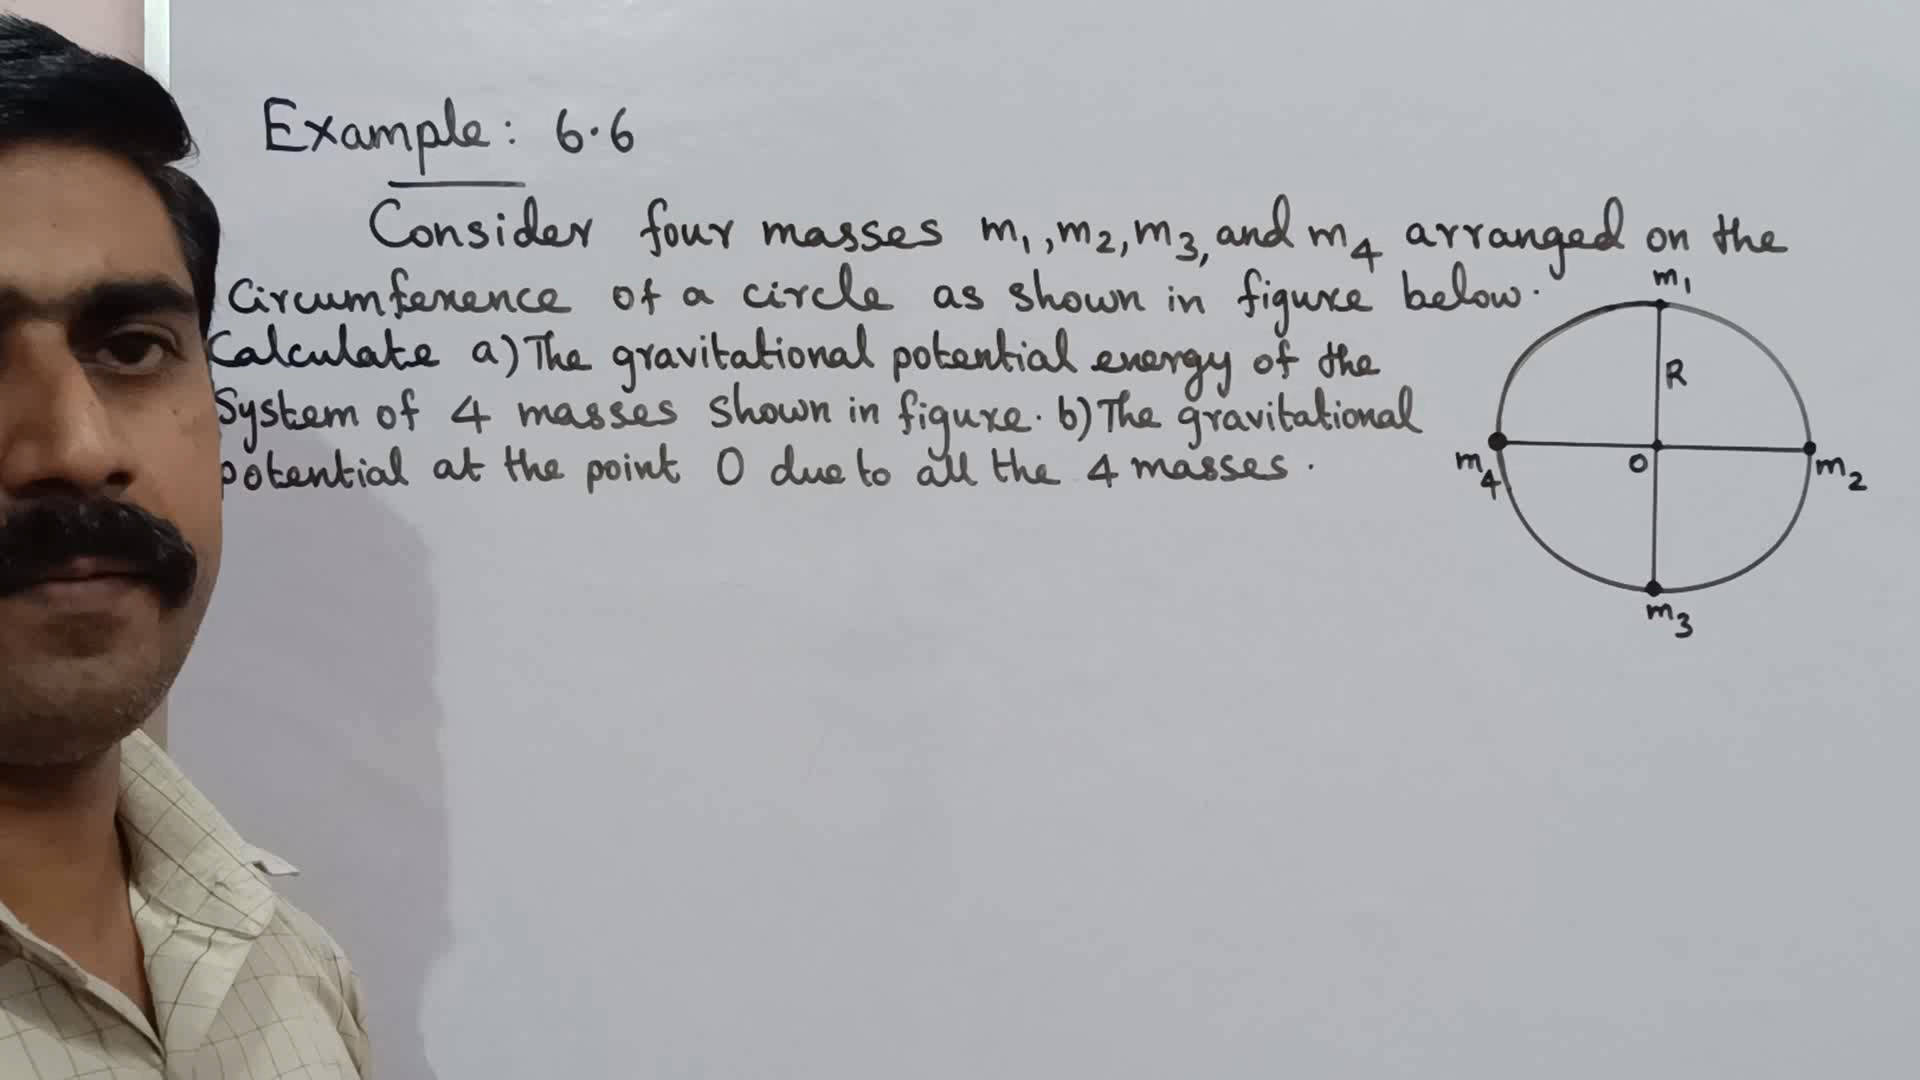 Example: 6.6
Consider four masses m₁, m₂, m₃, and m₄ arranged on the
Circumference of a circle as shown in figure below.
Calculate a) The gravitational potential energy of the
System of 4 masses shown in figure. b) The gravitational
potential at the point O due to all the 4 masses.
m₁
R
m₄
O
m₂
m₃